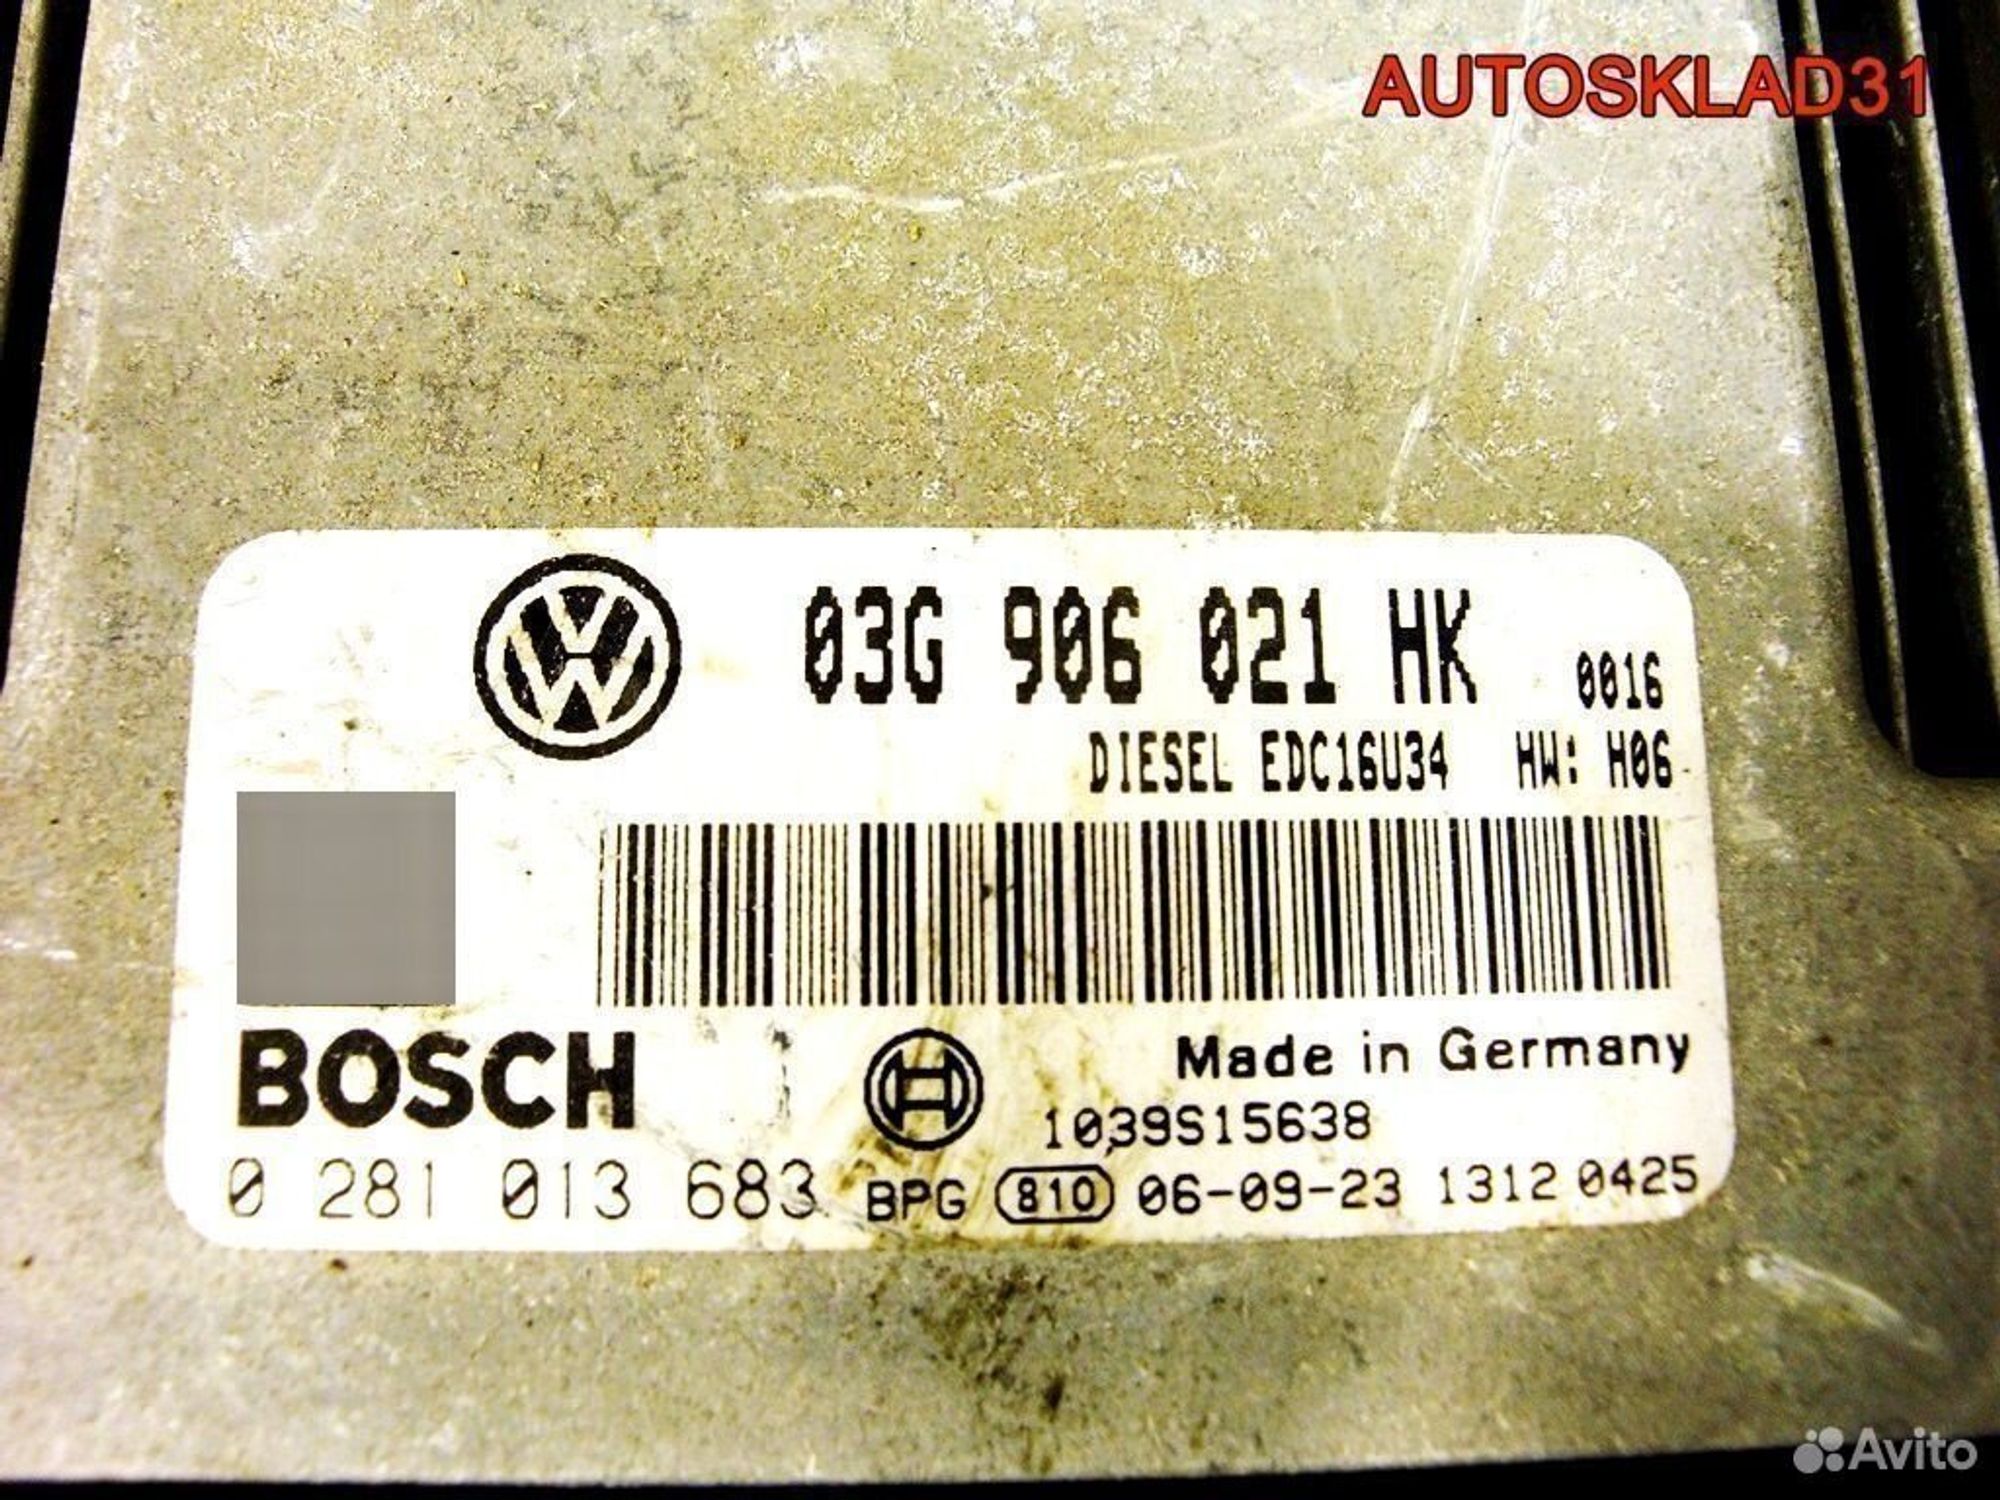 AUTOSKLAD31
03G 906 021 HK 0016
DIESEL EDC16U34 HW: H06
BOSCH
Made in Germany
1039S15638
0 281 013 683 BPG 810 06-09-23 1312 0425
Avito